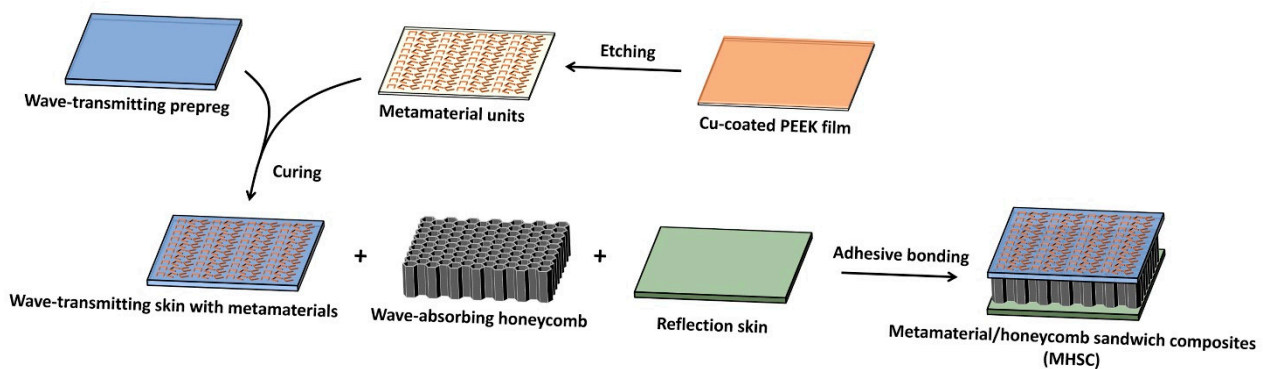 Etching
Wave-transmitting prepreg
Metamaterial units
Cu-coated PEEK film
Curing
+
+
Adhesive bonding
Wave-transmitting skin with metamaterials
Wave-absorbing honeycomb
Reflection skin
Metamaterial/honeycomb sandwich composites
(MHSC)